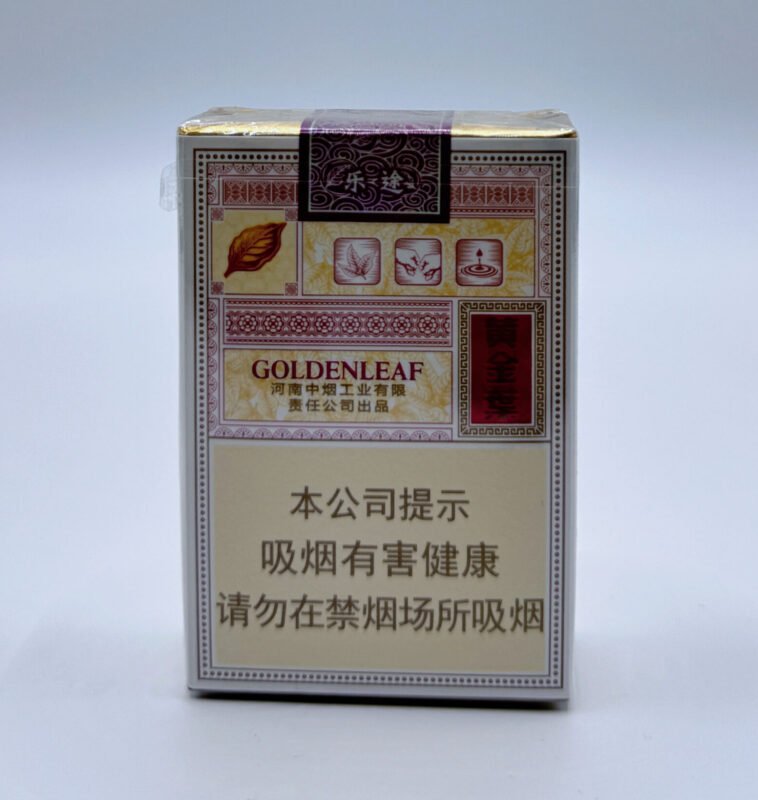 乐途
GOLDENLEAF
河南中烟工业有限
责任公司出品
黄金叶
本公司提示
吸烟有害健康
请勿在禁烟场所吸烟